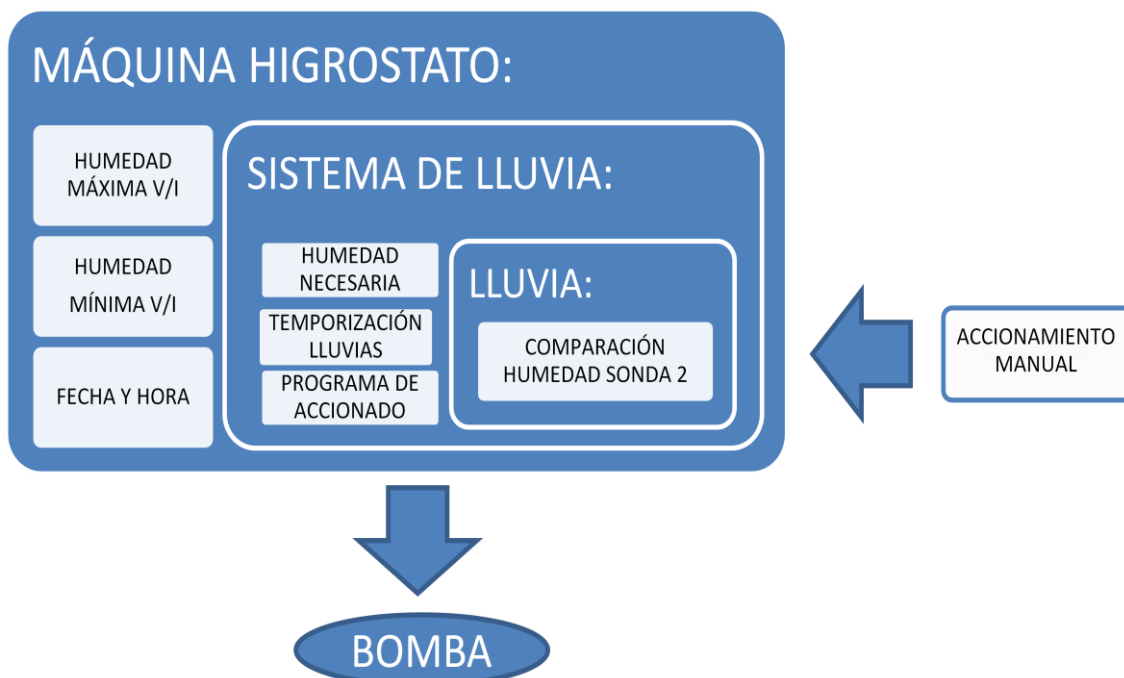 MÁQUINA HIGROSTATO:
HUMEDAD
MÁXIMA V/I
HUMEDAD
MÍNIMA V/I
FECHA Y HORA
SISTEMA DE LLUVIA:
HUMEDAD
NECESARIA
TEMPORIZACIÓN
LLUVIAS
PROGRAMA DE
ACCIONADO
LLUVIA:
COMPARACIÓN
HUMEDAD SONDA 2
ACCIONAMIENTO
MANUAL
BOMBA